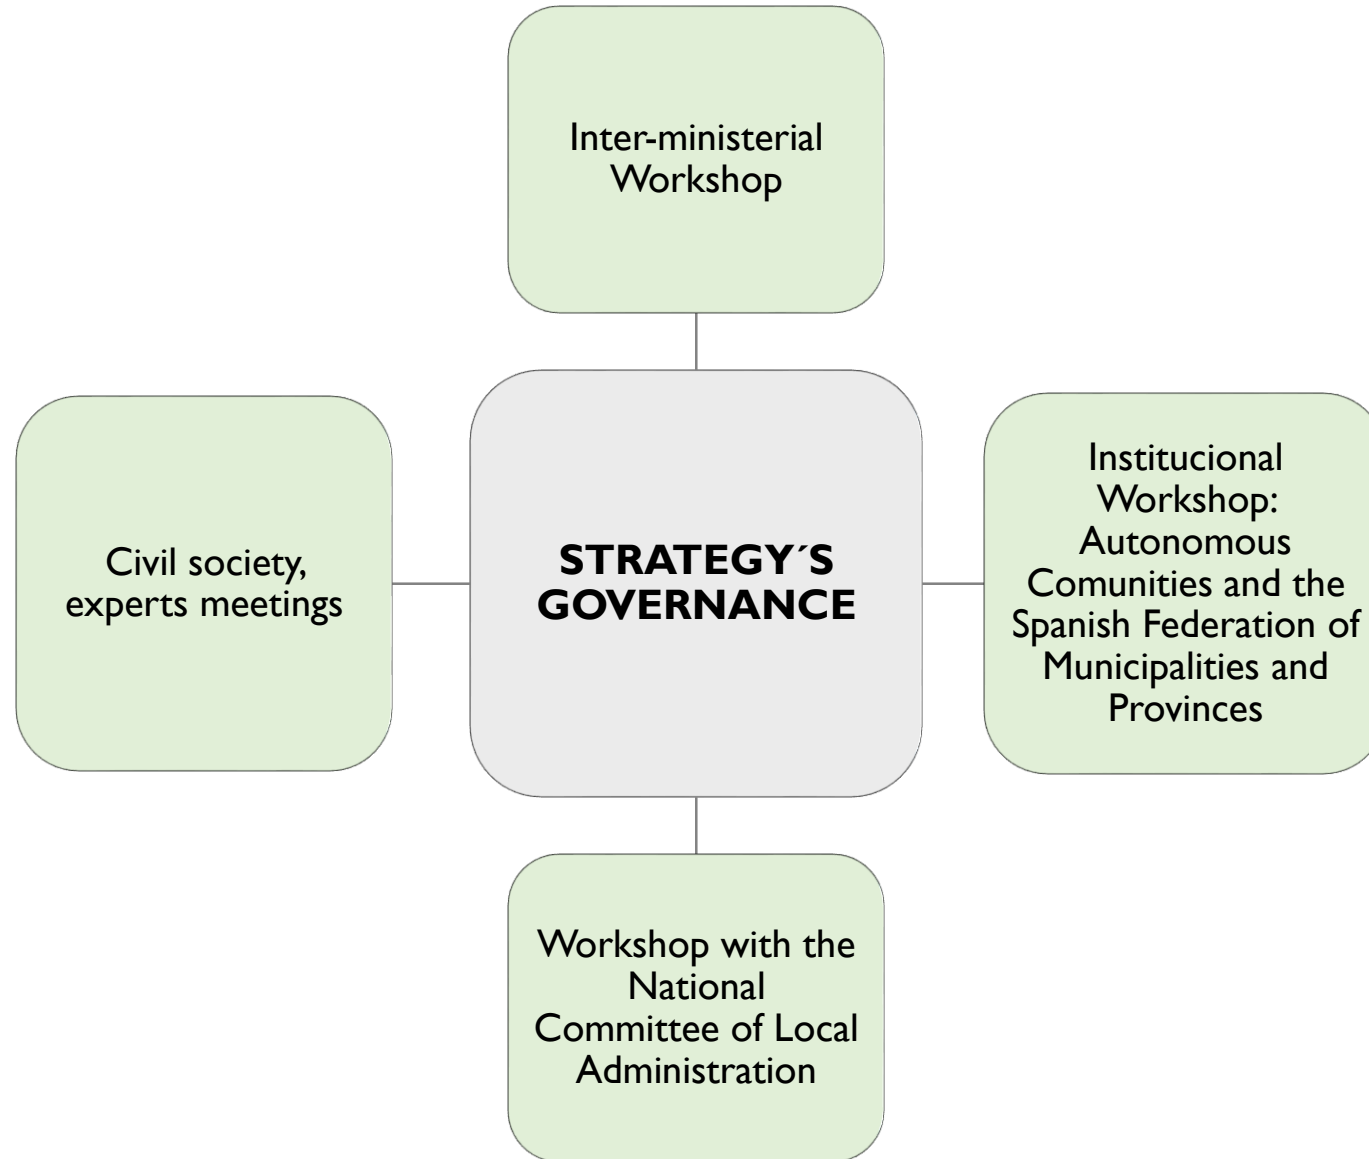 Inter-ministerial
Workshop
Civil society,
experts meetings
STRATEGY´S
GOVERNANCE
Institucional
Workshop:
Autonomous
Comunities and the
Spanish Federation of
Municipalities and
Provinces
Workshop with the
National
Committee of Local
Administration